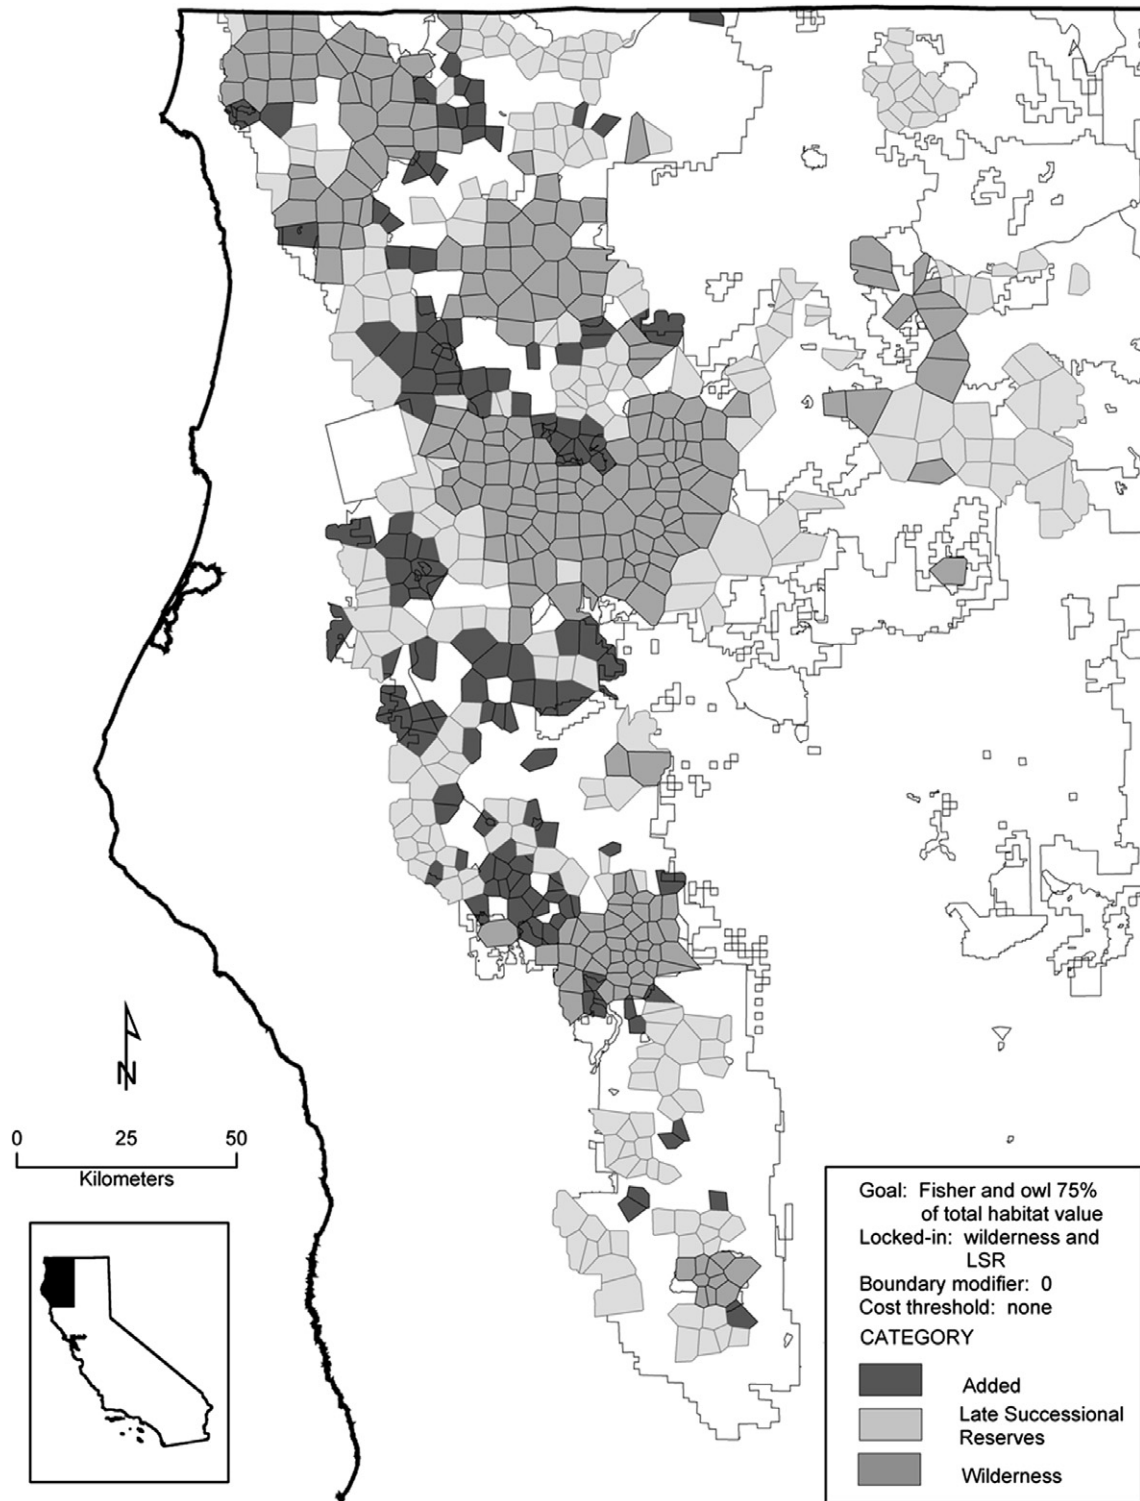 N
0 25 50
Kilometers
Goal: Fisher and owl 75%
of total habitat value
Locked-in: wilderness and
LSR
Boundary modifier: 0
Cost threshold: none
CATEGORY
Added
Late Successional
Reserves
Wilderness